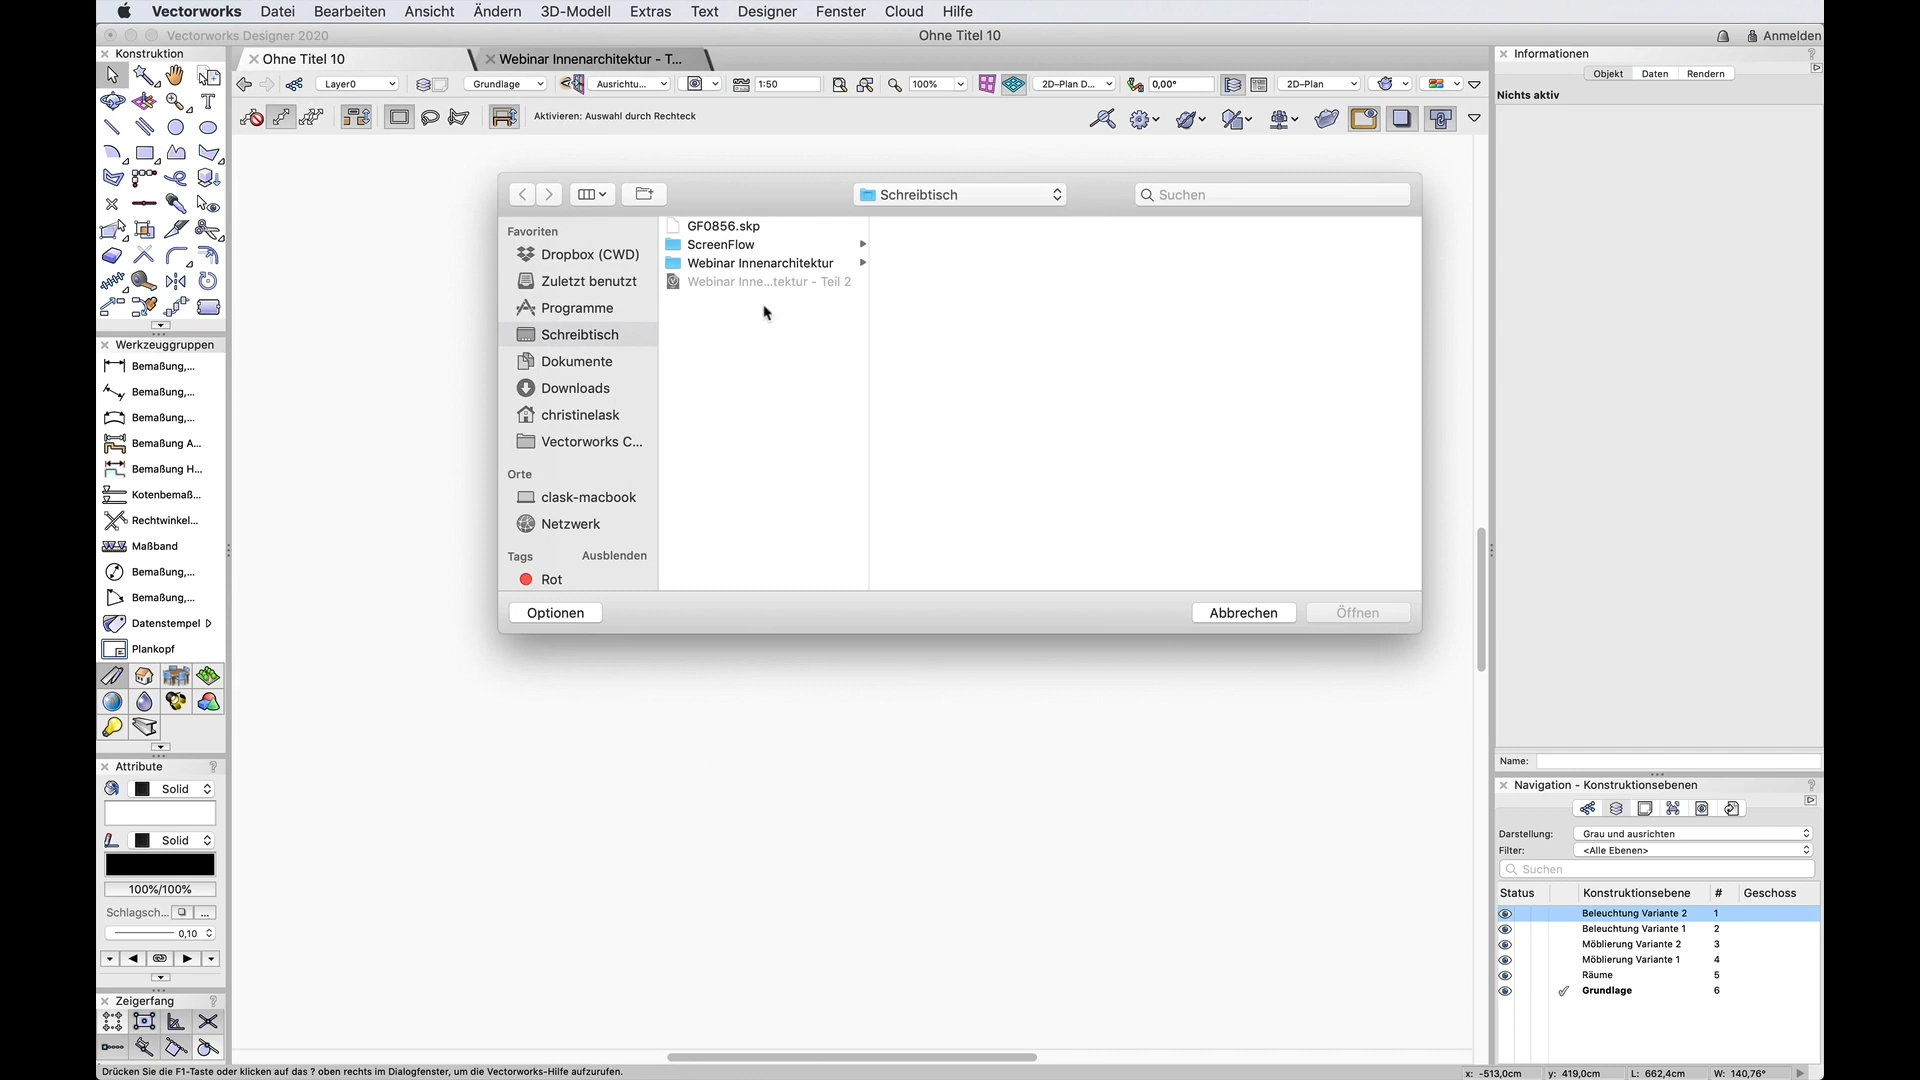 Vectorworks Datei Bearbeiten Ansicht Ändern 3D-Modell Extras Text Designer Fenster Cloud Hilfe
Vectorworks Designer 2020
Ohne Titel 10
Anmelden
Konstruktion
Ohne Titel 10
Webinar Innenarchitektur - T...
Layer0
Grundlage
Ausrichtu...
1:50
100%
2D-Plan D...
0,00°
2D-Plan
Aktivieren: Auswahl durch Rechteck
Schreibtisch
Suchen
Favoriten
Dropbox (CWD)
Zuletzt benutzt
Programme
Schreibtisch
Dokumente
Downloads
christinelask
Vectorworks C...
Orte
clask-macbook
Netzwerk
Tags Ausblenden
Rot
GF0856.skp
ScreenFlow
Webinar Innenarchitektur
Webinar Inne...tektur - Teil 2
Optionen
Abbrechen
Öffnen
Werkzeuggruppen
Bemaßung,...
Bemaßung,...
Bemaßung,...
Bemaßung A...
Bemaßung H...
Kotenbemaß...
Rechtwinkel...
Maßband
Bemaßung,...
Bemaßung,...
Datenstempel
Plankopf
Attribute ?
Solid
Solid
100%/100%
Schlagsch...
...
0,10
Zeigerfang ?
Informationen ?
Objekt Daten Rendern
Nichts aktiv
Name:
Navigation - Konstruktionsebenen ?
Darstellung: Grau und ausrichten
Filter: <Alle Ebenen>
Suchen
Status Konstruktionsebene # Geschoss
Beleuchtung Variante 2 1
Beleuchtung Variante 1 2
Möblierung Variante 2 3
Möblierung Variante 1 4
Räume 5
Grundlage 6
Drücken Sie die F1-Taste oder klicken auf das ? oben rechts im Dialogfenster, um die Vectorworks-Hilfe aufzurufen.
x: -513,0cm y: 419,0cm L: 662,4cm W: 140,76°